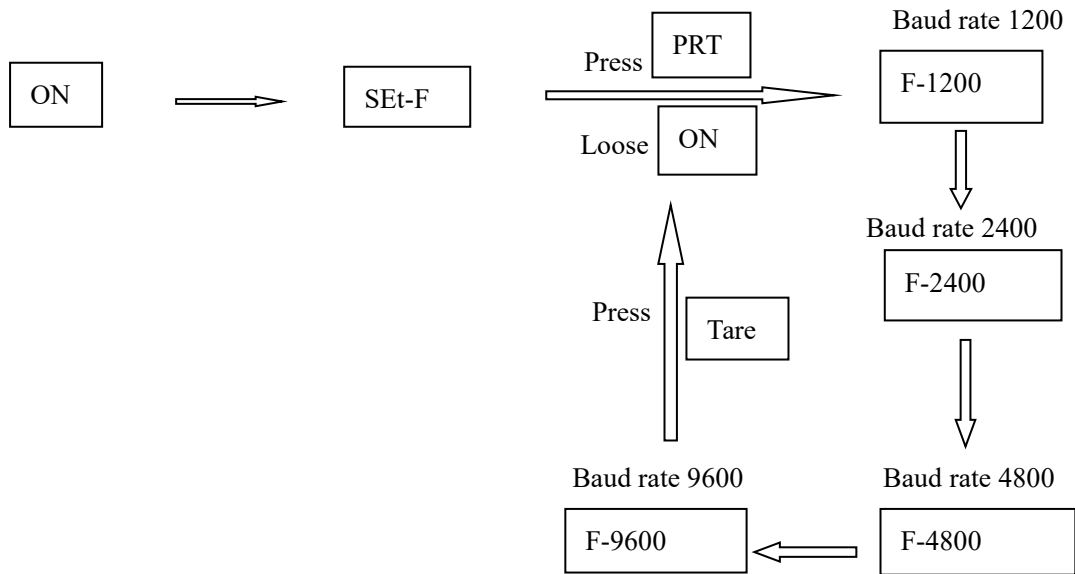 Baud rate 1200
PRT
Press
ON
SEt-F
F-1200
Loose
ON
Baud rate 2400
F-2400
Press
Tare
Baud rate 9600
Baud rate 4800
F-9600
F-4800